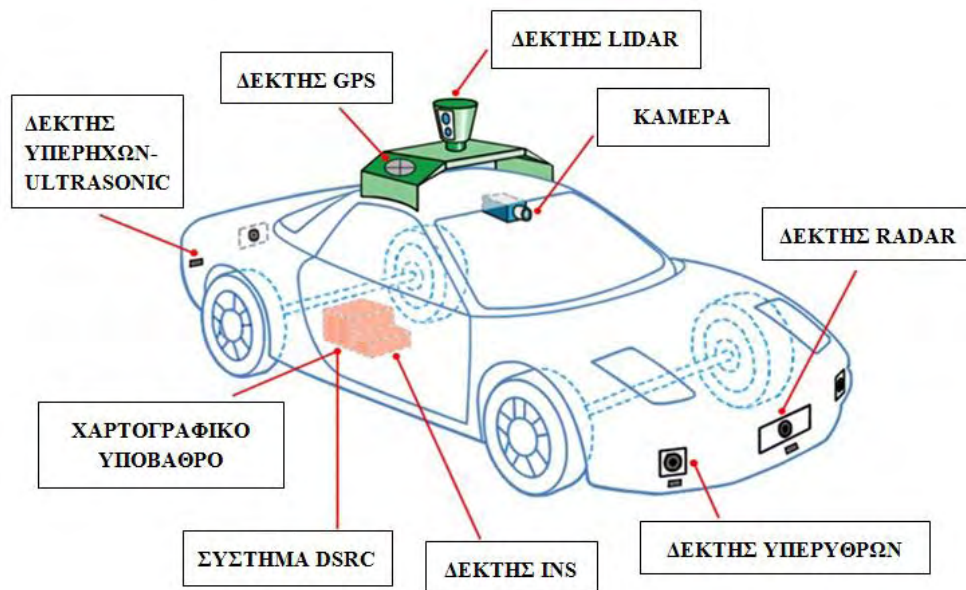 ΔΕΚΤΗΣ LIDAR
ΔΕΚΤΗΣ GPS
ΚΑΜΕΡΑ
ΔΕΚΤΗΣ
ΥΠΕΡΗΧΩΝ-
ULTRASONIC
ΔΕΚΤΗΣ RADAR
ΧΑΡΤΟΓΡΑΦΙΚΟ
ΥΠΟΒΑΘΡΟ
ΣΥΣΤΗΜΑ DSRC
ΔΕΚΤΗΣ INS
ΔΕΚΤΗΣ ΥΠΕΡΥΘΡΩΝ